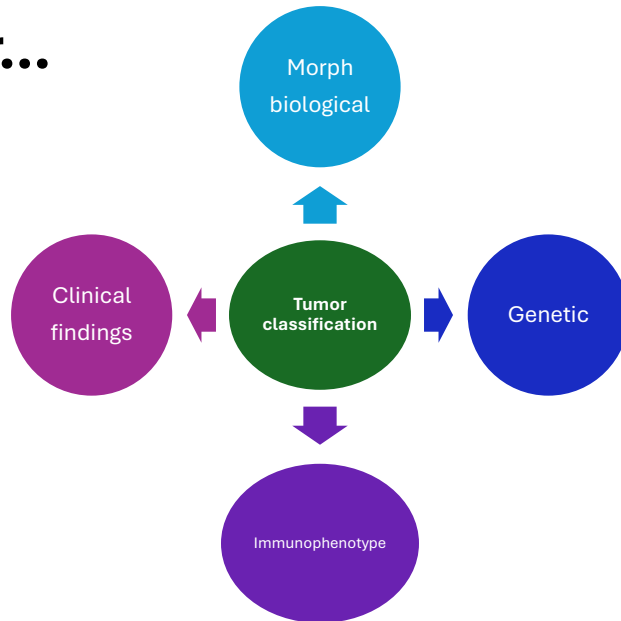 Morph
biological
Clinical
findings
Tumor
classification
Genetic
Immunophenotype